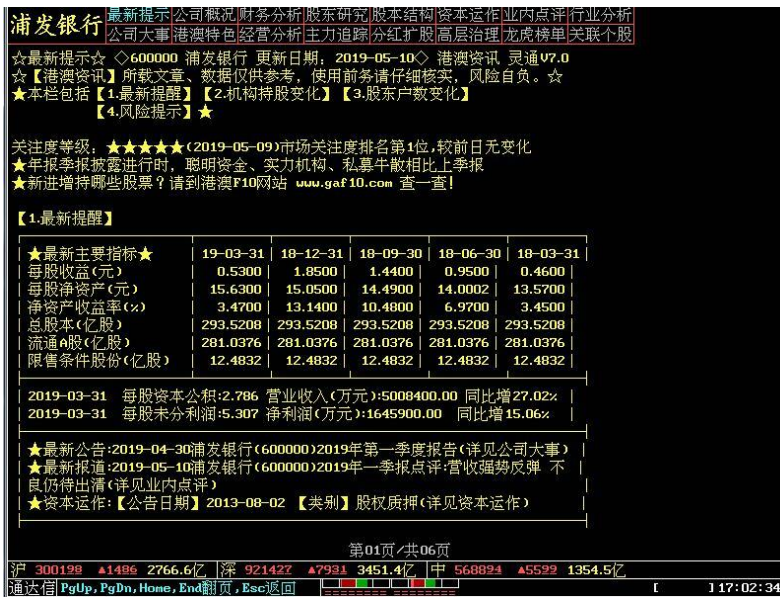 浦发银行 最新提示 公司概况 财务分析 股东研究 股本结构 资本运作 业内点评 行业分析
公司大事 港澳特色 经营分析 主力追踪 分红扩股 高层治理 龙虎榜单 关联个股
☆最新提示☆ ◇600000 浦发银行 更新日期：2019-05-10◇ 港澳资讯 灵通V7.0
☆【港澳资讯】所载文章、数据仅供参考，使用前务请仔细核实，风险自负。☆
★本栏包括【1.最新提醒】【2.机构持股变化】【3.股东户数变化】
【4.风险提示】★
关注度等级：★★★★★(2019-05-09)市场关注度排名第1位,较前日无变化
★年报季报披露进行时，聪明资金、实力机构、私募牛散相比上季报
★新进增持哪些股票？请到港澳F10网站 www.gaf10.com 查一查！
【1.最新提醒】
★最新主要指标★ | 19-03-31 | 18-12-31 | 18-09-30 | 18-06-30 | 18-03-31 |
每股收益(元) | 0.5300 | 1.8500 | 1.4400 | 0.9500 | 0.4600 |
每股净资产(元) | 15.6300 | 15.0500 | 14.4900 | 14.0002 | 13.5700 |
净资产收益率(%) | 3.4700 | 13.1400 | 10.4800 | 6.9700 | 3.4500 |
总股本(亿股) | 293.5208 | 293.5208 | 293.5208 | 293.5208 | 293.5208 |
流通A股(亿股) | 281.0376 | 281.0376 | 281.0376 | 281.0376 | 281.0376 |
限售条件股份(亿股) | 12.4832 | 12.4832 | 12.4832 | 12.4832 | 12.4832 |
2019-03-31 每股资本公积:2.786 营业收入(万元):5008400.00 同比增27.02%
2019-03-31 每股未分利润:5.307 净利润(万元):1645900.00 同比增15.06%
★最新公告:2019-04-30浦发银行(600000)2019年第一季度报告(详见公司大事)
★最新报道:2019-05-10浦发银行(600000)2019年一季报点评:营收强势反弹 不
良仍待出清(详见业内点评)
★资本运作:【公告日期】2013-08-02 【类别】股权质押(详见资本运作)
第01页/共06页
沪 300198 ▲1486 2766.6亿 深 921427 ▲7931 3451.4亿 中 568894 ▲5599 1354.5亿
通达信 PgUp,PgDn,Home,End翻页,Esc返回 [ ]17:02:34